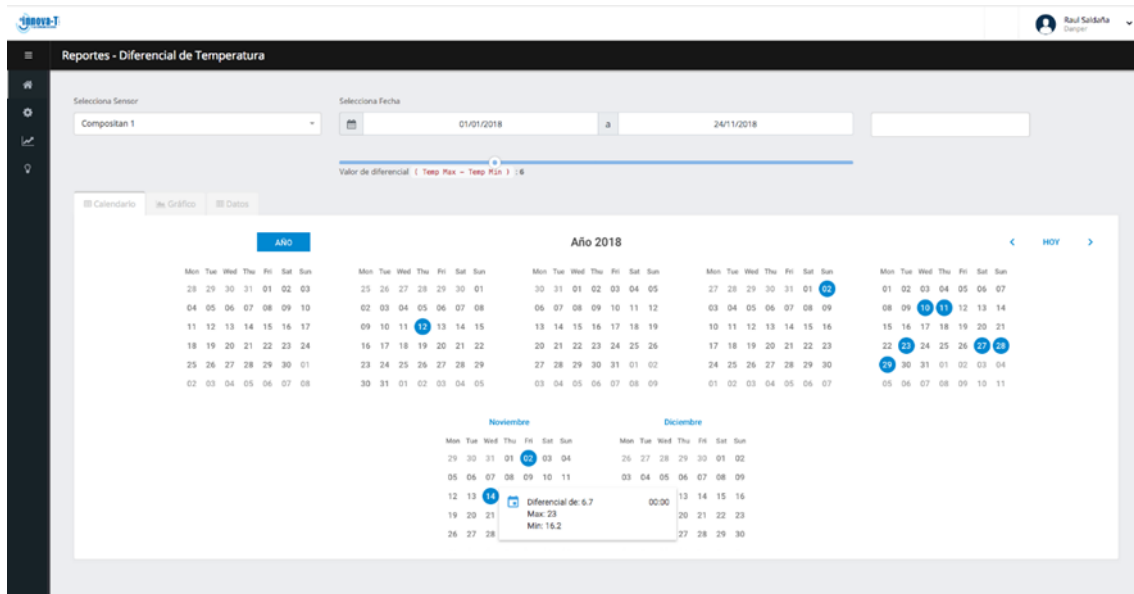 innova-T
Raul Saldaña
Danper
Reportes - Diferencial de Temperatura
Selecciona Sensor
Selecciona Fecha
Compositan 1
01/01/2018 a 24/11/2018
Valor de diferencial ( Temp Max - Temp Min ) : 6
Calendario Gráfico Datos
AÑO Año 2018 HOY
Mon Tue Wed Thu Fri Sat Sun Mon Tue Wed Thu Fri Sat Sun Mon Tue Wed Thu Fri Sat Sun Mon Tue Wed Thu Fri Sat Sun Mon Tue Wed Thu Fri Sat Sun
28 29 30 31 01 02 03 25 26 27 28 29 30 01 30 31 01 02 03 04 05 27 28 29 30 31 01 02 01 02 03 04 05 06 07
04 05 06 07 08 09 10 02 03 04 05 06 07 08 06 07 08 09 10 11 12 03 04 05 06 07 08 09 08 09 10 11 12 13 14
11 12 13 14 15 16 17 09 10 11 12 13 14 15 13 14 15 16 17 18 19 10 11 12 13 14 15 16 15 16 17 18 19 20 21
18 19 20 21 22 23 24 16 17 18 19 20 21 22 20 21 22 23 24 25 26 17 18 19 20 21 22 23 22 23 24 25 26 27 28
25 26 27 28 29 30 01 23 24 25 26 27 28 29 27 28 29 30 31 01 02 24 25 26 27 28 29 30 29 30 31 01 02 03 04
02 03 04 05 06 07 08 30 31 01 02 03 04 05 03 04 05 06 07 08 09 01 02 03 04 05 06 07 05 06 07 08 09 10 11
Noviembre Diciembre
Mon Tue Wed Thu Fri Sat Sun Mon Tue Wed Thu Fri Sat Sun
29 30 31 01 02 03 04 26 27 28 29 30 01 02
05 06 07 08 09 10 11 03 04 05 06 07 08 09
12 13 14 13 14 15 16
19 20 21 20 21 22 23
26 27 28 27 28 29 30
Diferencial de: 6.7 00:00
Max: 23
Min: 16.2